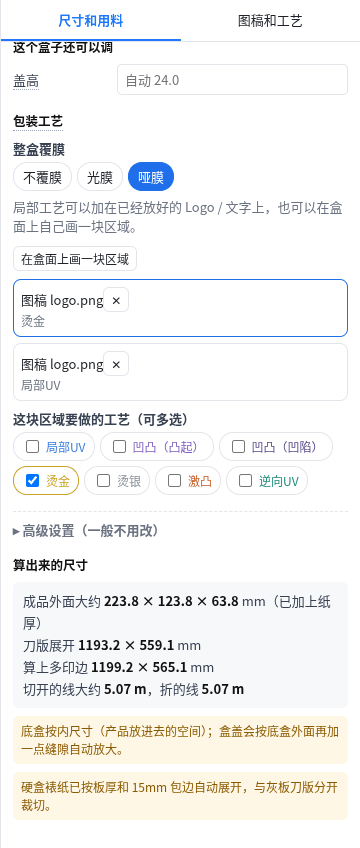 尺寸和用料
图稿和工艺
这个盒子还可以调
盖高
自动 24.0
包装工艺
整盒覆膜
不覆膜 光膜 哑膜
局部工艺可以加在已经放好的 Logo / 文字上，也可以在盒
面上自己画一块区域。
在盒面上画一块区域
图稿 logo.png ×
烫金
图稿 logo.png ×
局部UV
这块区域要做的工艺（可多选）
局部UV 凹凸（凸起） 凹凸（凹陷）
烫金 烫银 激凸 逆向UV
▸高级设置（一般不用改）
算出来的尺寸
成品外面大约 223.8 × 123.8 × 63.8 mm（已加上纸
厚）
刀版展开 1193.2 × 559.1 mm
算上多印边 1199.2 × 565.1 mm
切开的线大约 5.07 m，折的线 5.07 m
底盒按内尺寸（产品放进去的空间）；盒盖会按底盒外面再加
一点缝隙自动放大。
硬盒裱纸已按板厚和 15mm 包边自动展开，与灰板刀版分开
裁切。